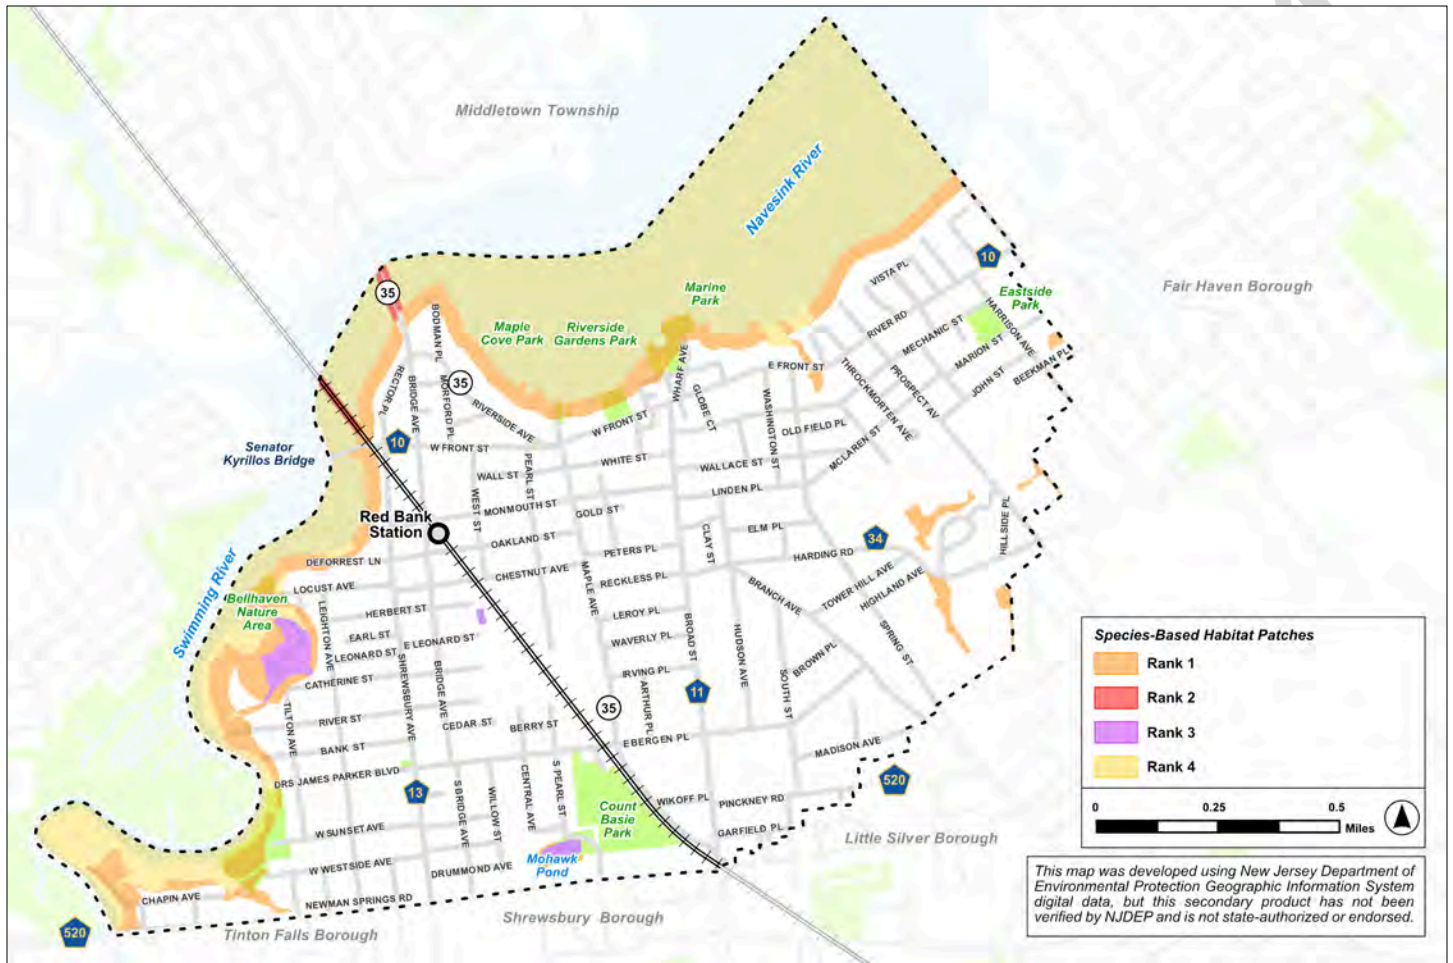 Middletown Township
Navesink River
Fair Haven Borough
10
VISTA PL
Eastside
Park
35
Marine
Park
HARRISON AVE
RIVER RD
MECHANIC ST
BODMAN PL
Maple
Cove Park
Riverside
Gardens Park
MARION ST
BEEKMAN PL
JOHN ST
E FRONT ST
WHARF AVE
THROCKMORTEN AVE
PROSPECT AV
RECTOR PL
BRIDGE AVE
MORFORD PL
35
RIVERSIDE AVE
GLOBE CT
WASHINGTON ST
W FRONT ST
OLD FIELD PL
MCLAREN ST
10
W FRONT ST
Senator
Kyrillos Bridge
WALL ST
PEARL ST
WHITE ST
WALLACE ST
LINDEN PL
WEST ST
MONMOUTH ST
GOLD ST
Red Bank
Station
CLAY ST
ELM PL
34
HILLSIDE PL
OAKLAND ST
PETERS PL
HARDING RD
DEFORREST LN
CHESTNUT AVE
RECKLESS PL
LOCUST AVE
MAPLE AVE
BRANCH AVE
TOWER HILL AVE
HIGHLAND AVE
Swimming River
Bellhaven
Nature
Area
LEIGHTON AVE
HERBERT ST
LEROY PL
BROAD ST
EARL ST
E LEONARD ST
WAVERLY PL
HUDSON AVE
SPRING ST
LEONARD ST
SHREWSBURY AVE
BRIDGE AVE
BROWN PL
CATHERINE ST
IRVING PL
ARTHUR PL
11
SOUTH ST
TILTON AVE
RIVER ST
CEDAR ST
BERRY ST
35
BANK ST
E BERGEN PL
MADISON AVE
DRS JAMES PARKER BLVD
13
S BRIDGE AVE
WILLOW ST
CENTRAL AVE
S PEARL ST
520
Count
Basie
Park
WIKOFF PL
PINCKNEY RD
W SUNSET AVE
GARFIELD PL
Little Silver Borough
W WESTSIDE AVE
DRUMMOND AVE
Mohawk
Pond
CHAPIN AVE
NEWMAN SPRINGS RD
Shrewsbury Borough
520
Tinton Falls Borough
Species-Based Habitat Patches
Rank 1
Rank 2
Rank 3
Rank 4
0 0.25 0.5
Miles
This map was developed using New Jersey Department of
Environmental Protection Geographic Information System
digital data, but this secondary product has not been
verified by NJDEP and is not state-authorized or endorsed.